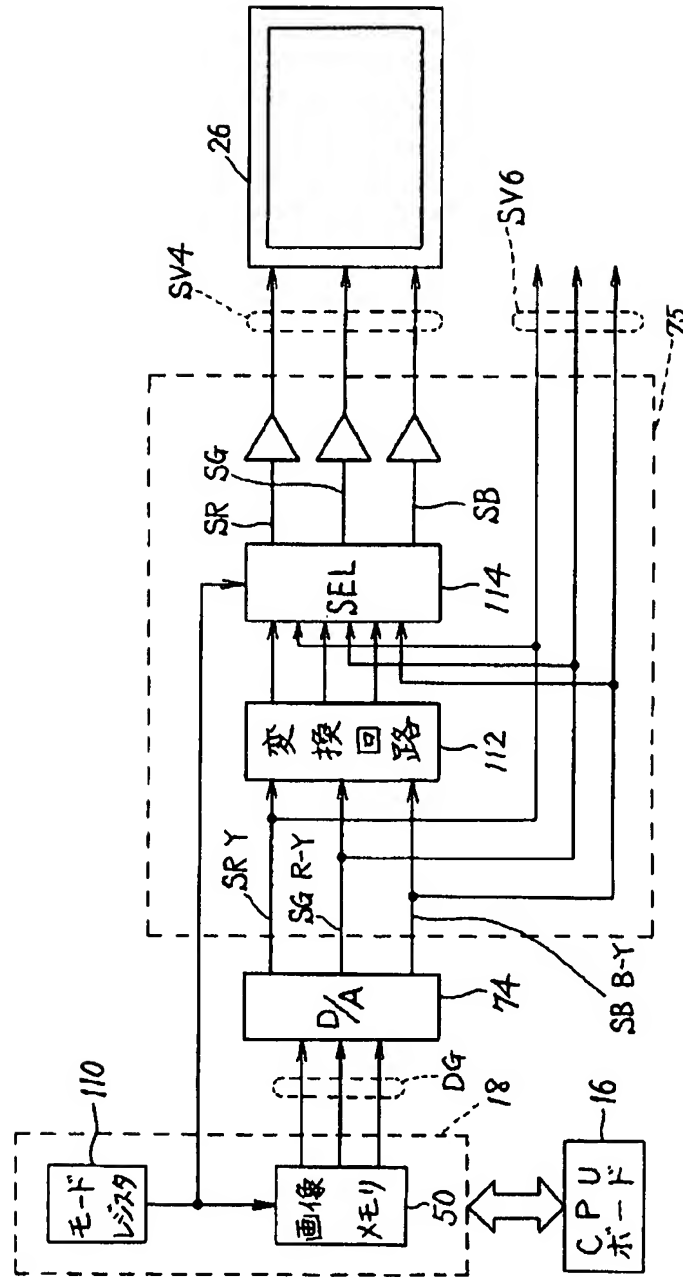 モード
レジスタ
110
画像
メモリ
50
18
CPU
ボード
16
DG
D/A
74
SR Y
SG R-Y
SB B-Y
変換回路
112
SEL
114
SR
SG
SB
SV4
26
SV6
75